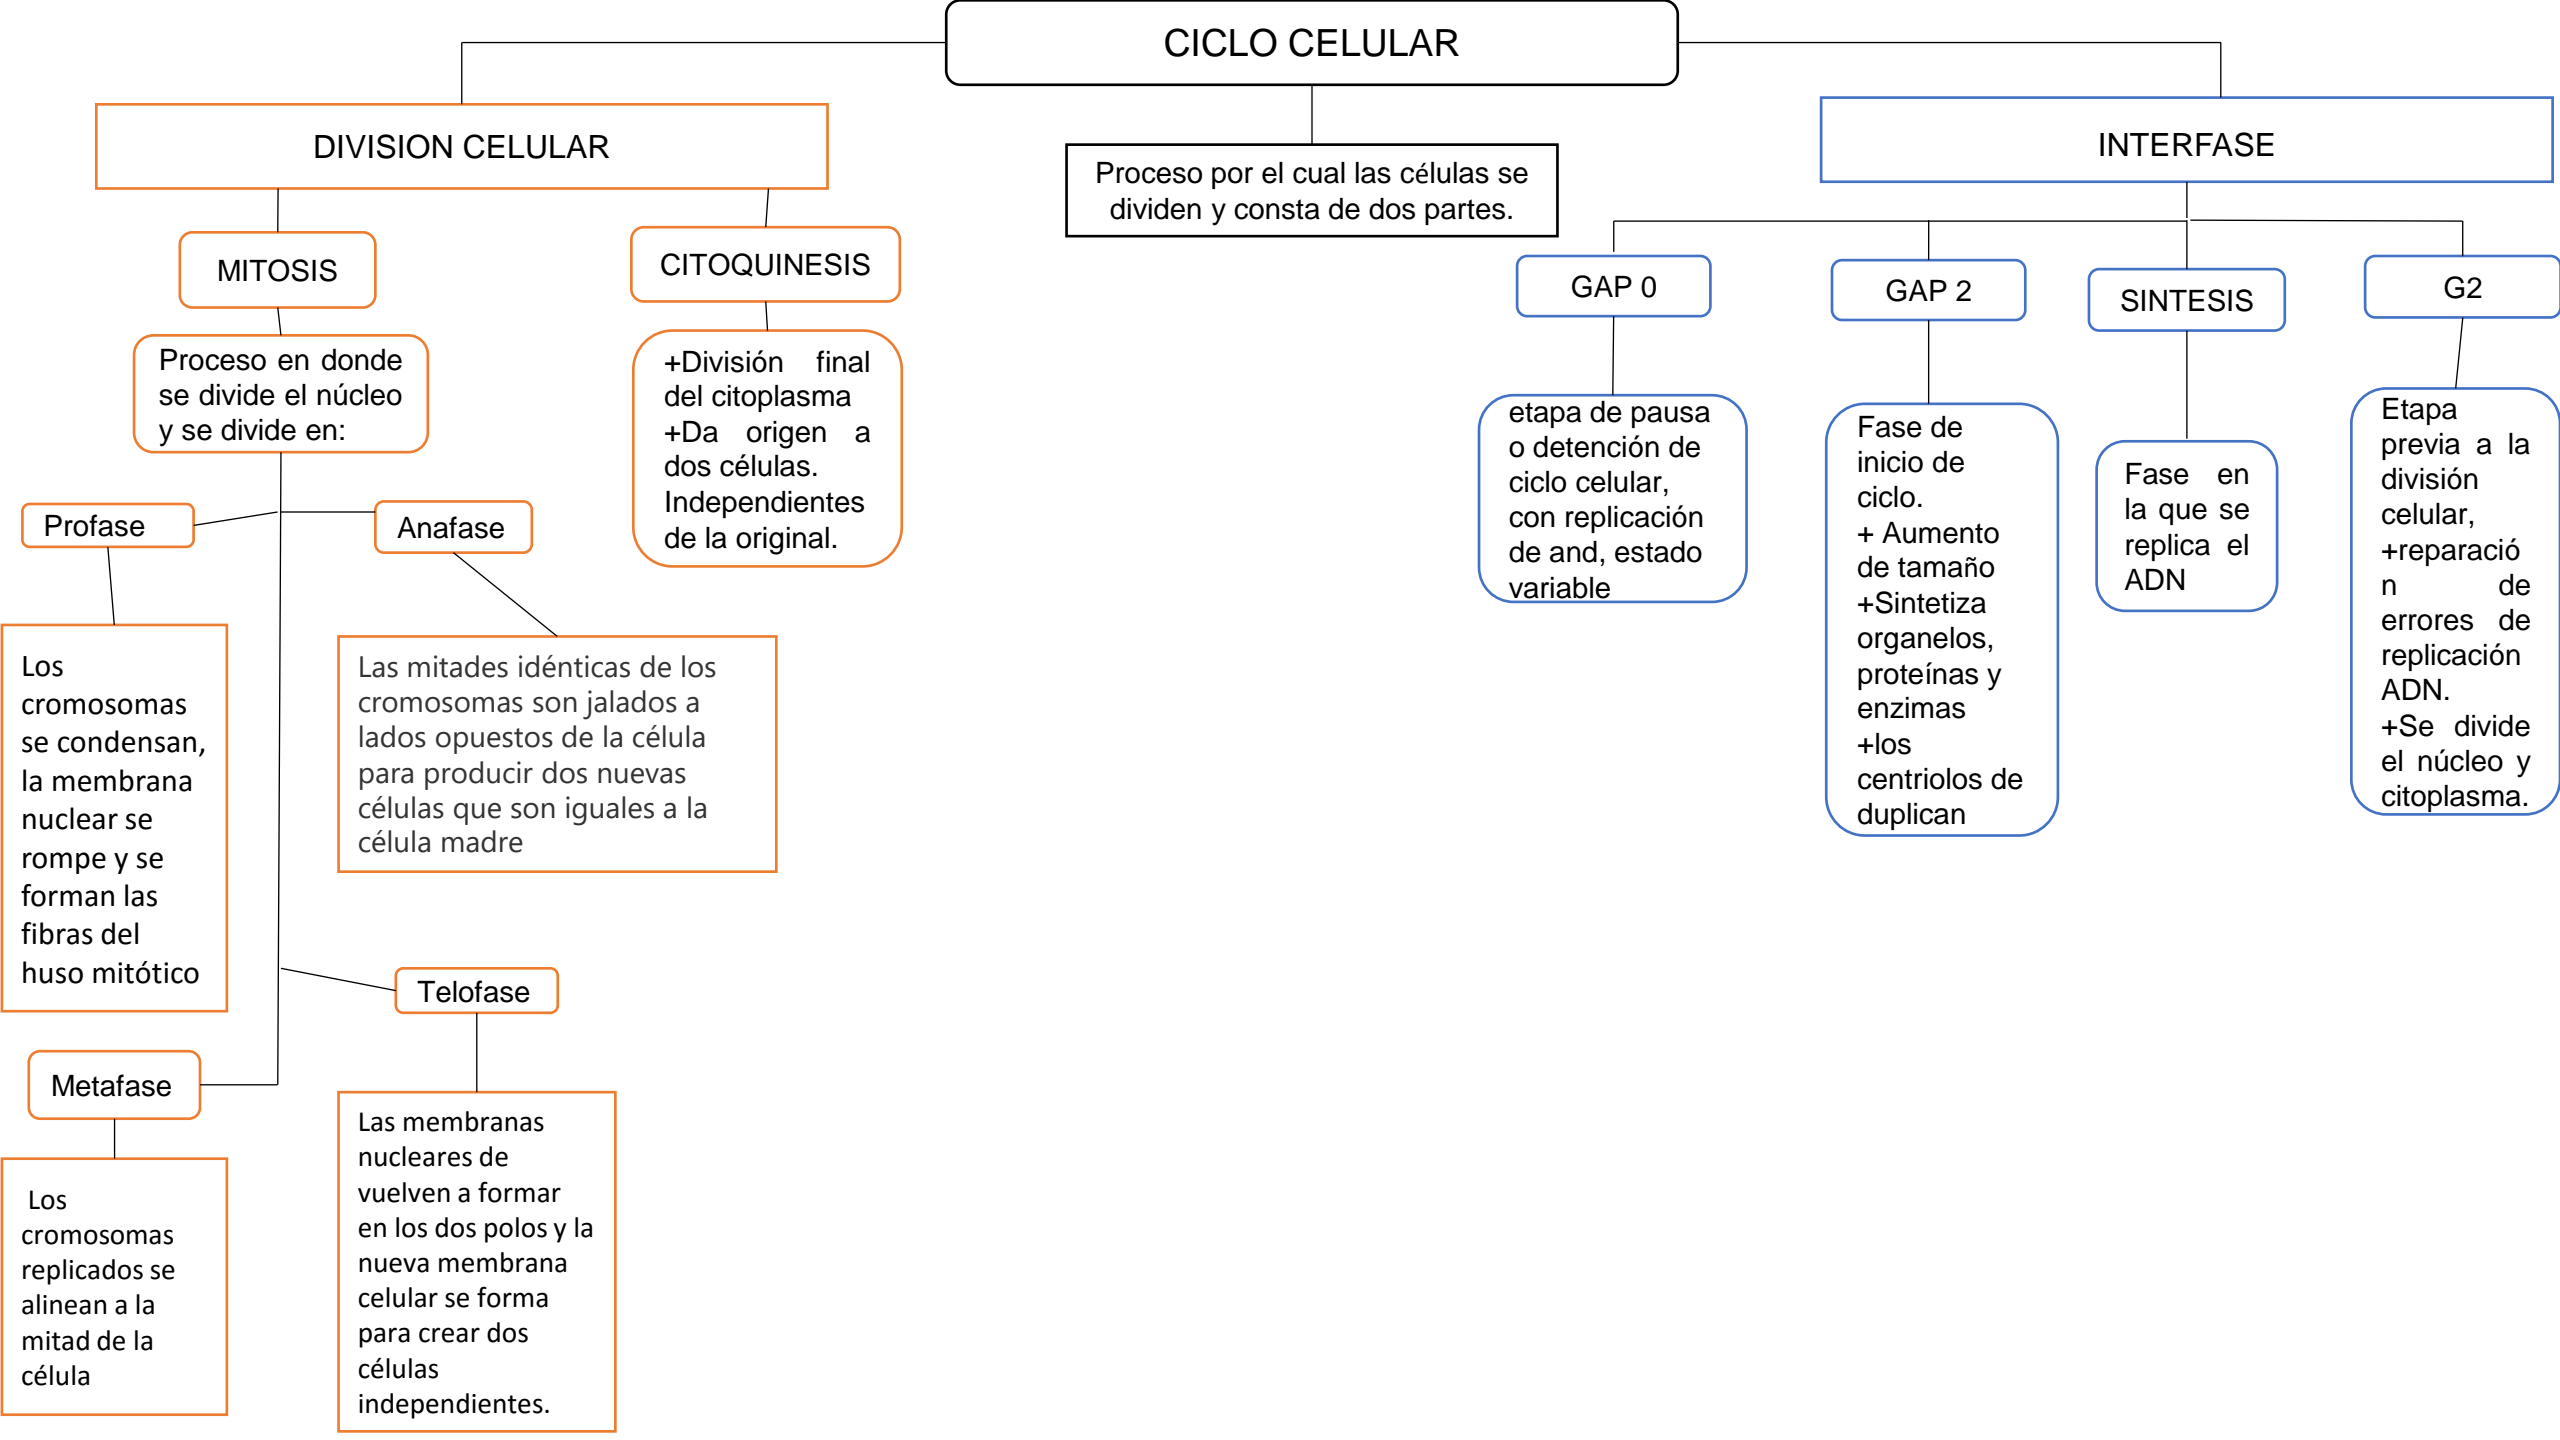 CICLO CELULAR
DIVISION CELULAR
Proceso por el cual las células se
dividen y consta de dos partes.
INTERFASE
MITOSIS
CITOQUINESIS
Proceso en donde
se divide el núcleo
y se divide en:
+División final
del citoplasma
+Da origen a
dos células.
Independientes
de la original.
Profase
Anafase
Los
cromosomas
se condensan,
la membrana
nuclear se
rompe y se
forman las
fibras del
huso mitótico
Las mitades idénticas de los
cromosomas son jalados a
lados opuestos de la célula
para producir dos nuevas
células que son iguales a la
célula madre
Metafase
Telofase
Los
cromosomas
replicados se
alinean a la
mitad de la
célula
Las membranas
nucleares de
vuelven a formar
en los dos polos y la
nueva membrana
celular se forma
para crear dos
células
independientes.
GAP 0
GAP 2
SINTESIS
G2
etapa de pausa
o detención de
ciclo celular,
con replicación
de and, estado
variable
Fase de
inicio de
ciclo.
+ Aumento
de tamaño
+Sintetiza
organelos,
proteínas y
enzimas
+los
centriolos de
duplican
Fase en
la que se
replica el
ADN
Etapa
previa a la
división
celular,
+reparació
n de
errores de
replicación
ADN.
+Se divide
el núcleo y
citoplasma.